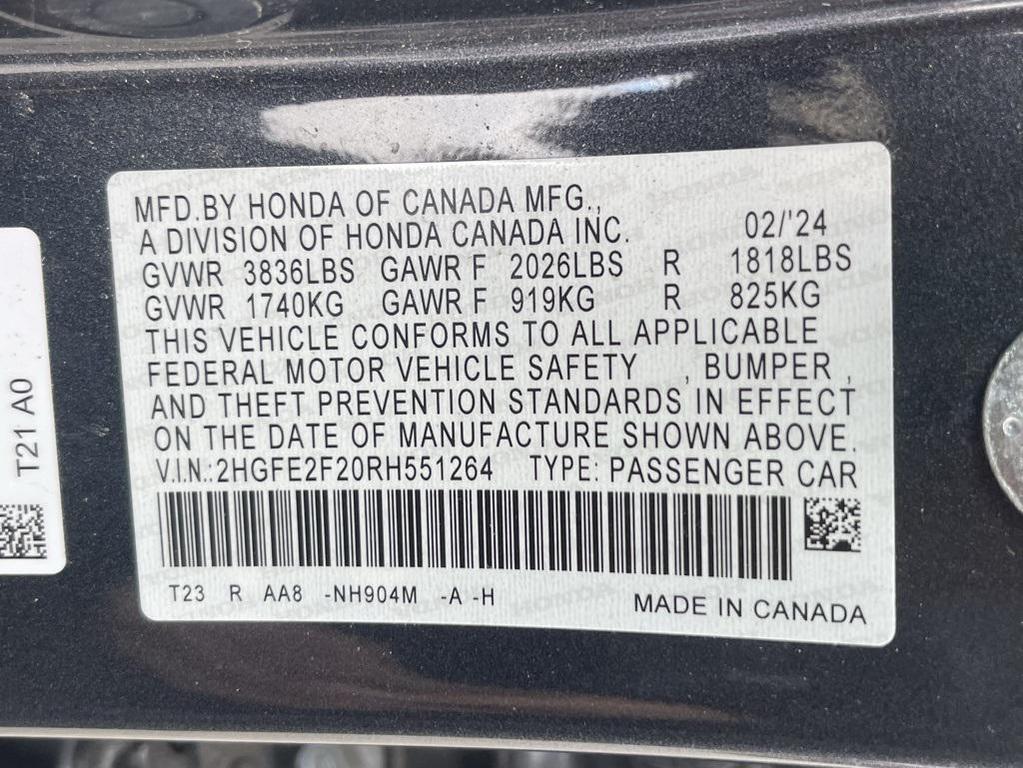 MFD.BY HONDA OF CANADA MFG.,
A DIVISION OF HONDA CANADA INC. 02/'24
GVWR 3836LBS GAWR F 2026LBS R 1818LBS
GVWR 1740KG GAWR F 919KG R 825KG
THIS VEHICLE CONFORMS TO ALL APPLICABLE
FEDERAL MOTOR VEHICLE SAFETY , BUMPER ,
AND THEFT PREVENTION STANDARDS IN EFFECT
ON THE DATE OF MANUFACTURE SHOWN ABOVE.
V.I.N.:2HGFE2F20RH551264 TYPE: PASSENGER CAR
T23 R AA8 -NH904M -A -H
MADE IN CANADA
T21 A0